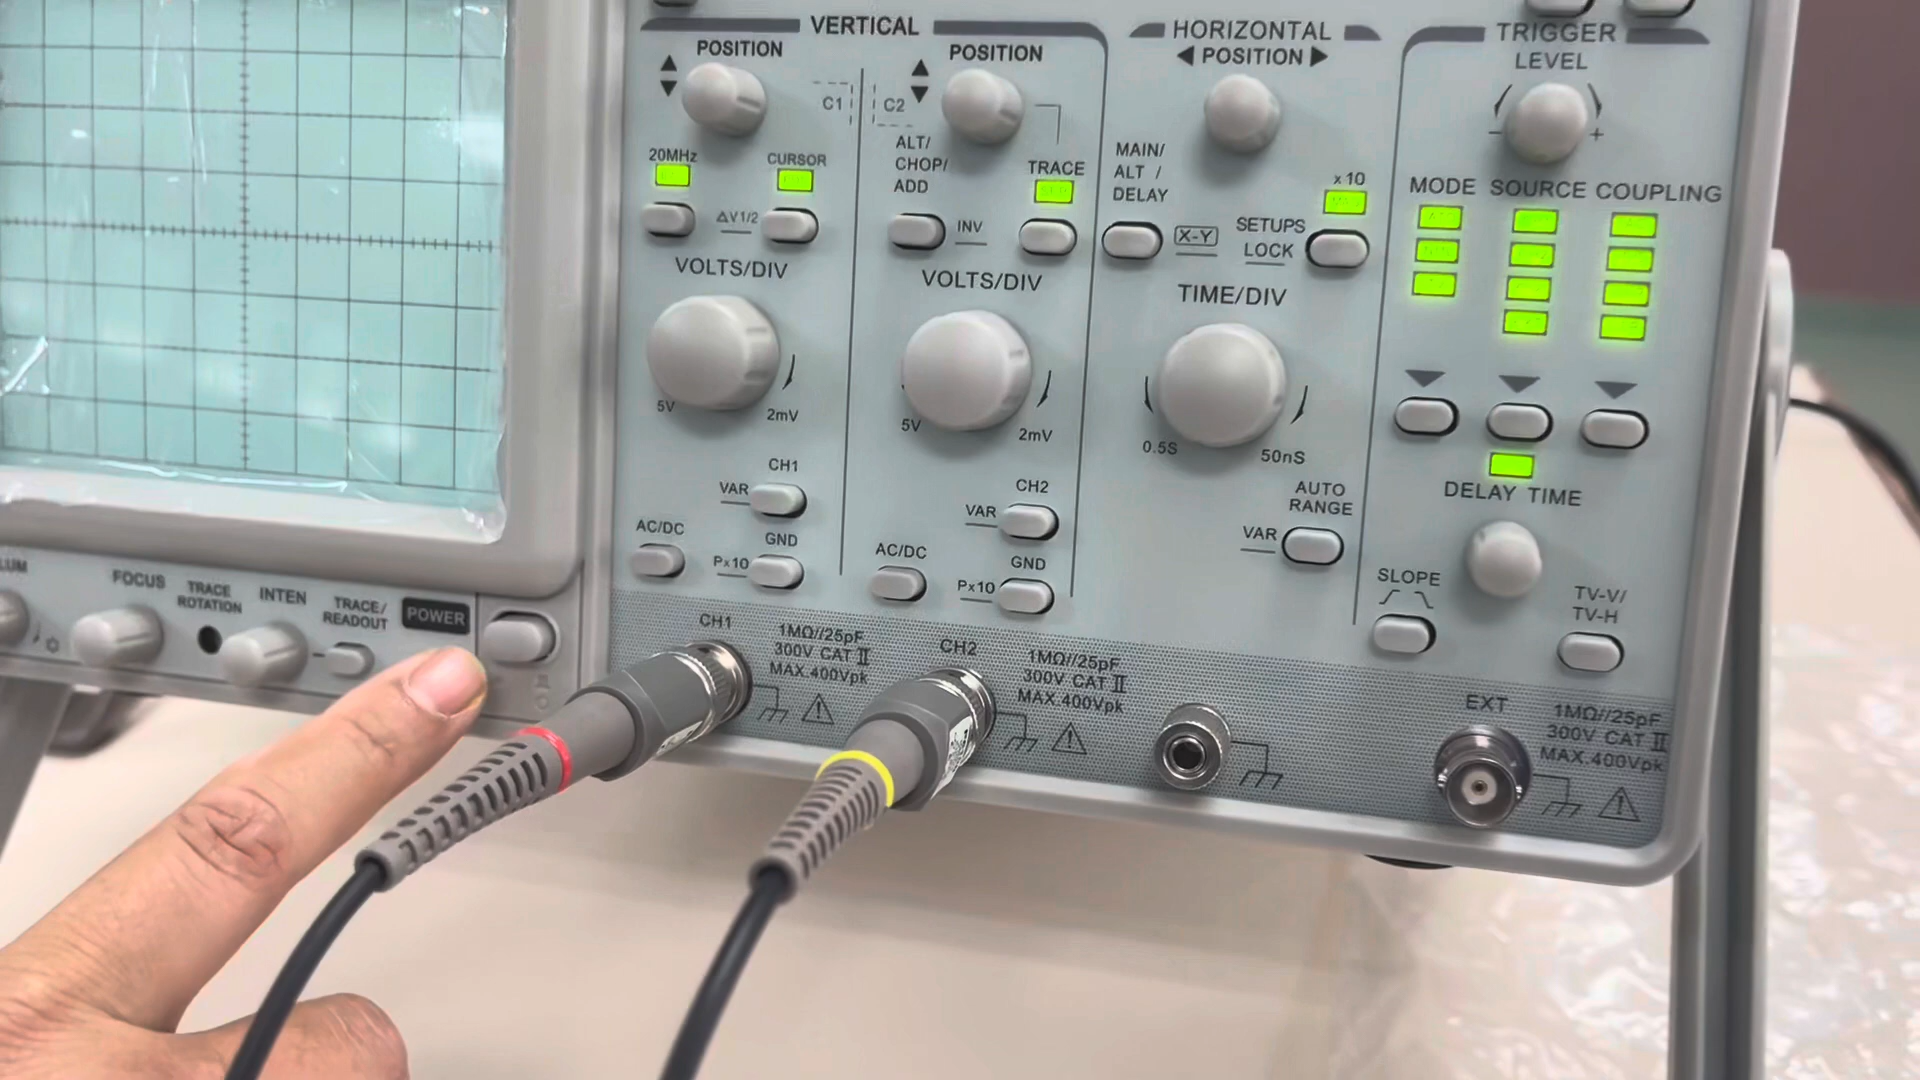 VERTICAL
POSITION
C1
20MHz
CURSOR
ΔV1/2
VOLTS/DIV
5V
2mV
CH1
VAR
AC/DC
GND
Px10
POSITION
C2
ALT/
CHOP/
ADD
TRACE
INV
VOLTS/DIV
5V
2mV
CH2
VAR
AC/DC
GND
Px10
HORIZONTAL
◀ POSITION ▶
MAIN/
ALT /
DELAY
x 10
X-Y
SETUPS
LOCK
TIME/DIV
0.5S
50nS
AUTO
RANGE
VAR
TRIGGER
LEVEL
- +
MODE SOURCE COUPLING
DELAY TIME
SLOPE
TV-V/
TV-H
LUM
FOCUS
TRACE
ROTATION
INTEN
TRACE/
READOUT
POWER
CH1
1MΩ//25pF
300V CAT II
MAX.400Vpk
CH2
1MΩ//25pF
300V CAT II
MAX.400Vpk
EXT
1MΩ//25pF
300V CAT II
MAX.400Vpk